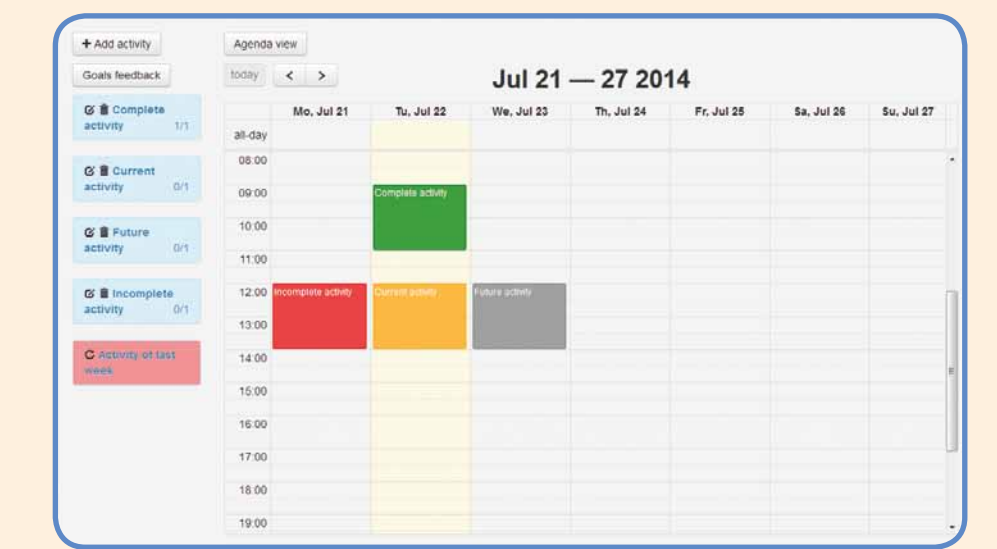 + Add activity
Goals feedback
Complete
activity 1/1
Current
activity 0/1
Future
activity 0/1
Incomplete
activity 0/1
Activity of last
week
Agenda view
today < >
Jul 21 — 27 2014
Mo, Jul 21 Tu, Jul 22 We, Jul 23 Th, Jul 24 Fr, Jul 25 Sa, Jul 26 Su, Jul 27
all-day
08:00
09:00 Complete activity
10:00
11:00
12:00 Incomplete activity Current activity Future activity
13:00
14:00
15:00
16:00
17:00
18:00
19:00